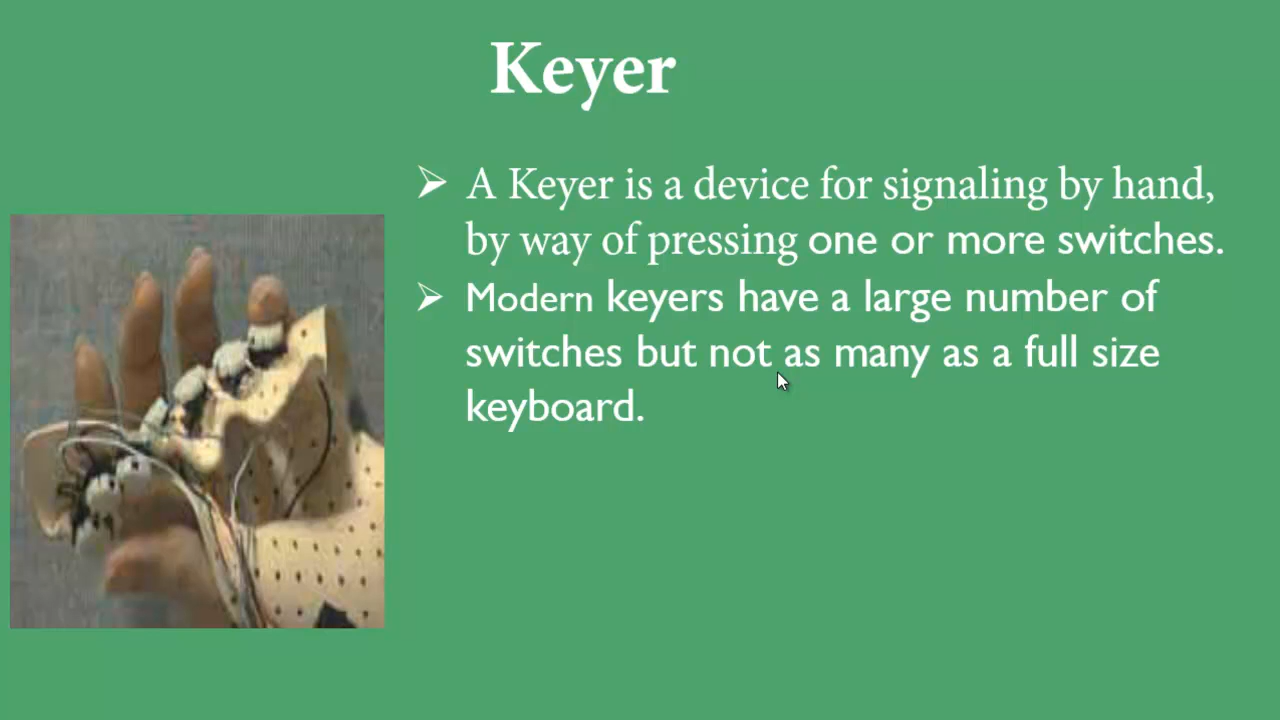 Keyer
➢ A Keyer is a device for signaling by hand,
by way of pressing one or more switches.
➢ Modern keyers have a large number of
switches but not as many as a full size
keyboard.